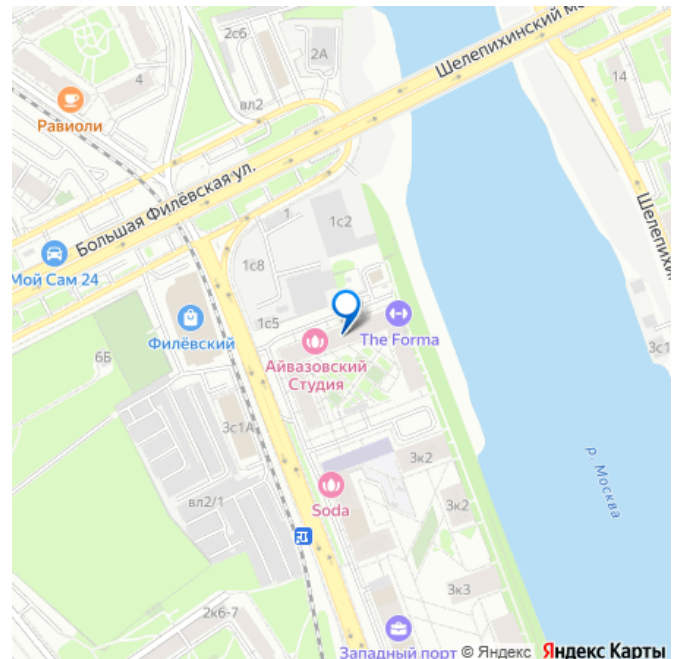 2с6
2А
Шелепихинский мо
4
14
Равиоли
вл2
Большая Филёвская ул.
1
1с2
Шелепихи
Мой Сам 24
1с8
1с5
The Forma
Филёвский
6Б
Айвазовский
Студия
3с1
3с1А
3к2
р. Москва
вл2/1
Soda
3к2
3к3
2к6-7
Западный порт
© Яндекс Яндекс Карты